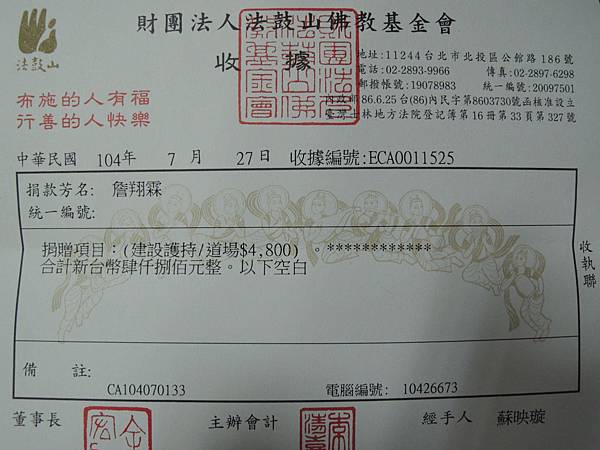 財團法人法鼓山佛教基金會
法鼓山
收據
地址:11244台北市北投區公館路186號
電話:02-2893-9966 傳真:02-2897-6298
郵撥帳號:19078983 統一編號:20097501
內政部86.6.25台(86)內民字第8603730號函核准設立
臺灣士林地方法院登記簿第16冊第33頁第327號
布施的人有福
行善的人快樂
中華民國 104年 7 月 27日 收據編號:ECA0011525
捐款芳名: 詹翔霖
統一編號:
捐贈項目:(建設護持/道場$4,800) 。************
合計新台幣肆仟捌佰元整。以下空白
收執聯
備 註:
CA104070133 電腦編號: 10426673
董事長 主辦會計 經手人 蘇映璇